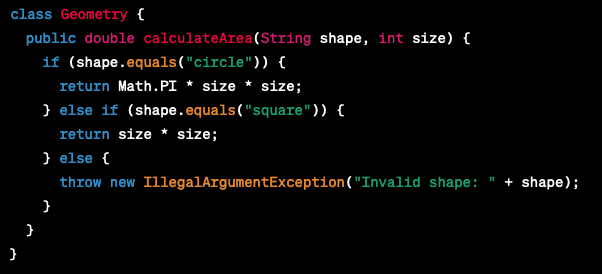 class Geometry {
  public double calculateArea(String shape, int size) {
    if (shape.equals("circle")) {
      return Math.PI * size * size;
    } else if (shape.equals("square")) {
      return size * size;
    } else {
      throw new IllegalArgumentException("Invalid shape: " + shape);
    }
  }
}